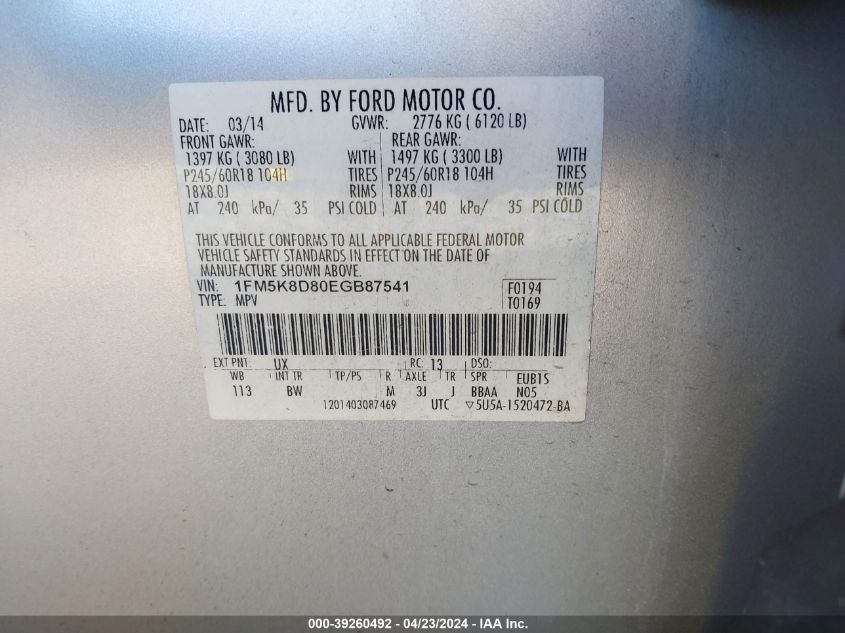 MFD. BY FORD MOTOR CO.
DATE: 03/14 GVWR: 2776 KG ( 6120 LB)
FRONT GAWR: REAR GAWR:
1397 KG ( 3080 LB) WITH 1497 KG ( 3300 LB) WITH
P245/60R18 104H TIRES P245/60R18 104H TIRES
18X8.0J RIMS 18X8.0J RIMS
AT 240 kPa/ 35 PSI COLD AT 240 kPa/ 35 PSI COLD
THIS VEHICLE CONFORMS TO ALL APPLICABLE FEDERAL MOTOR
VEHICLE SAFETY STANDARDS IN EFFECT ON THE DATE OF
MANUFACTURE SHOWN ABOVE.
VIN: 1FM5K8D80EGB87541 F0194
TYPE: MPV T0169
EXT PNT: UX RC: 13 DSO:
WB INT TR TP/PS R AXLE TR SPR EUB1S
113 BW M 3J J BBAA N05
1201403087469 UTC ▽5U5A-1520472-BA
000-39260492 - 04/23/2024 - IAA Inc.